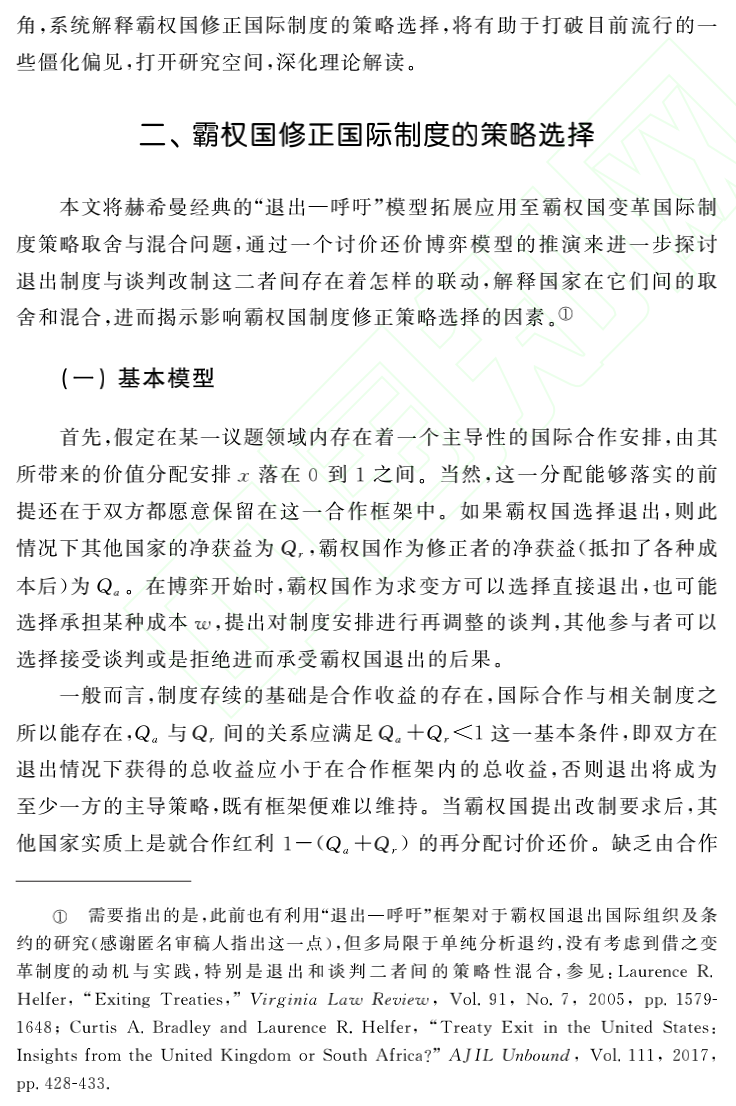 角,系统解释霸权国修正国际制度的策略选择,将有助于打破目前流行的一
些僵化偏见,打开研究空间,深化理论解读。
二、霸权国修正国际制度的策略选择
本文将赫希曼经典的“退出—呼吁”模型拓展应用至霸权国变革国际制
度策略取舍与混合问题,通过一个讨价还价博弈模型的推演来进一步探讨
退出制度与谈判改制这二者间存在着怎样的联动,解释国家在它们间的取
舍和混合,进而揭示影响霸权国制度修正策略选择的因素。①
(一) 基本模型
首先,假定在某一议题领域内存在着一个主导性的国际合作安排,由其
所带来的价值分配安排 x 落在 0 到 1 之间。当然,这一分配能够落实的前
提还在于双方都愿意保留在这一合作框架中。如果霸权国选择退出,则此
情况下其他国家的净获益为 Qr,霸权国作为修正者的净获益(抵扣了各种成
本后)为 Qa。在博弈开始时,霸权国作为求变方可以选择直接退出,也可能
选择承担某种成本 w,提出对制度安排进行再调整的谈判,其他参与者可以
选择接受谈判或是拒绝进而承受霸权国退出的后果。
一般而言,制度存续的基础是合作收益的存在,国际合作与相关制度之
所以能存在,Qa 与 Qr 间的关系应满足 Qa+Qr<1 这一基本条件,即双方在
退出情况下获得的总收益应小于在合作框架内的总收益,否则退出将成为
至少一方的主导策略,既有框架便难以维持。当霸权国提出改制要求后,其
他国家实质上是就合作红利 1-(Qa+Qr) 的再分配讨价还价。缺乏由合作
① 需要指出的是,此前也有利用“退出—呼吁”框架对于霸权国退出国际组织及条
约的研究(感谢匿名审稿人指出这一点),但多局限于单纯分析退约,没有考虑到借之变
革制度的动机与实践,特别是退出和谈判二者间的策略性混合,参见:Laurence R.
Helfer, “Exiting Treaties,” Virginia Law Review, Vol. 91, No. 7, 2005, pp. 1579-
1648; Curtis A. Bradley and Laurence R. Helfer, “Treaty Exit in the United States:
Insights from the United Kingdom or South Africa?” AJIL Unbound, Vol. 111, 2017,
pp. 428-433.